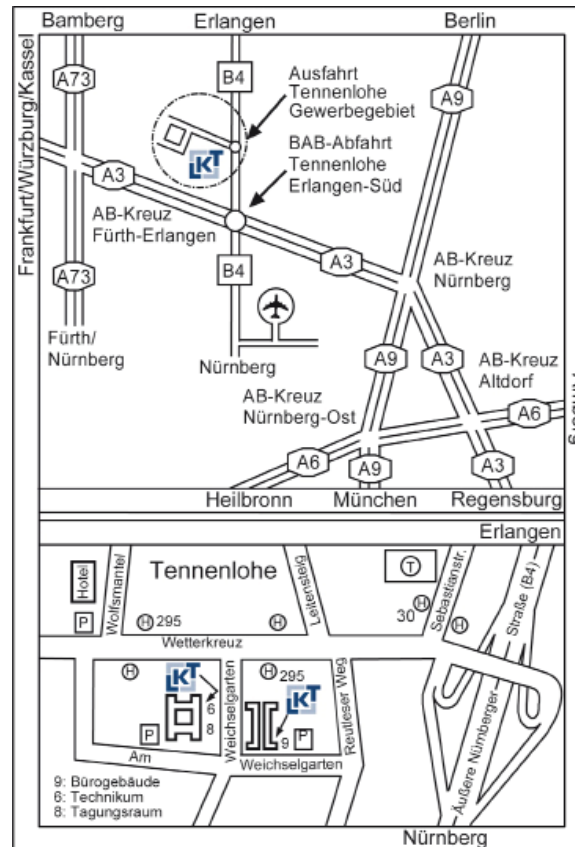 Bamberg
Erlangen
Berlin
Frankfurt/Würzburg/Kassel
A73
B4
A9
Ausfahrt
Tennenlohe
Gewerbegebiet
LKT
BAB-Abfahrt
Tennenlohe
Erlangen-Süd
A3
AB-Kreuz
Fürth-Erlangen
A3
AB-Kreuz
Nürnberg
A73
B4
Fürth/
Nürnberg
Nürnberg
A9
A3
AB-Kreuz
Altdorf
AB-Kreuz
Nürnberg-Ost
A6
A6
A9
A3
Heilbronn
München
Regensburg
Erlangen
Hotel
Wolfsmantel
Tennenlohe
Leitensteig
T
Sebastianstr.
Straße (B4)
P
H 295
H
30 H
H
Wetterkreuz
H
LKT
H 295
LKT
Weichselgarten
Reutleser Weg
6
8
P
9
P
Am
Weichselgarten
Äußere Nürnberger
9: Bürogebäude
6: Technikum
8: Tagungsraum
Nürnberg